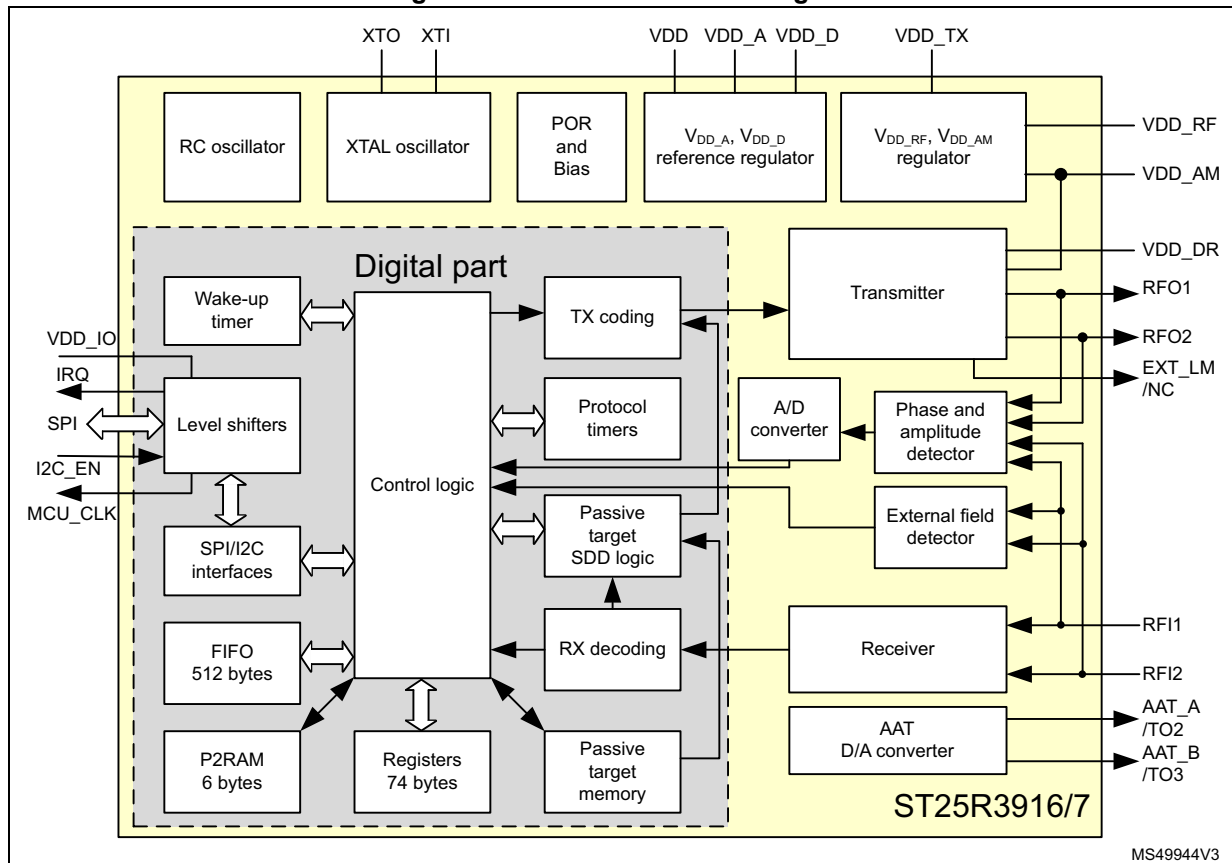 XTO XTI VDD VDD_A VDD_D VDD_TX
RC oscillator
XTAL oscillator
POR
and
Bias
VDD_A, VDD_D
reference regulator
VDD_RF, VDD_AM
regulator
VDD_RF
VDD_AM
VDD_DR
RFO1
RFO2
EXT_LM
/NC
Digital part
Wake-up
timer
TX coding
Transmitter
VDD_IO
IRQ
SPI
I2C_EN
MCU_CLK
Level shifters
Control logic
Protocol
timers
A/D
converter
Phase and
amplitude
detector
SPI/I2C
interfaces
Passive
target
SDD logic
External field
detector
FIFO
512 bytes
RX decoding
Receiver
RFI1
RFI2
P2RAM
6 bytes
Registers
74 bytes
Passive
target
memory
AAT
D/A converter
AAT_A
/TO2
AAT_B
/TO3
ST25R3916/7
MS49944V3